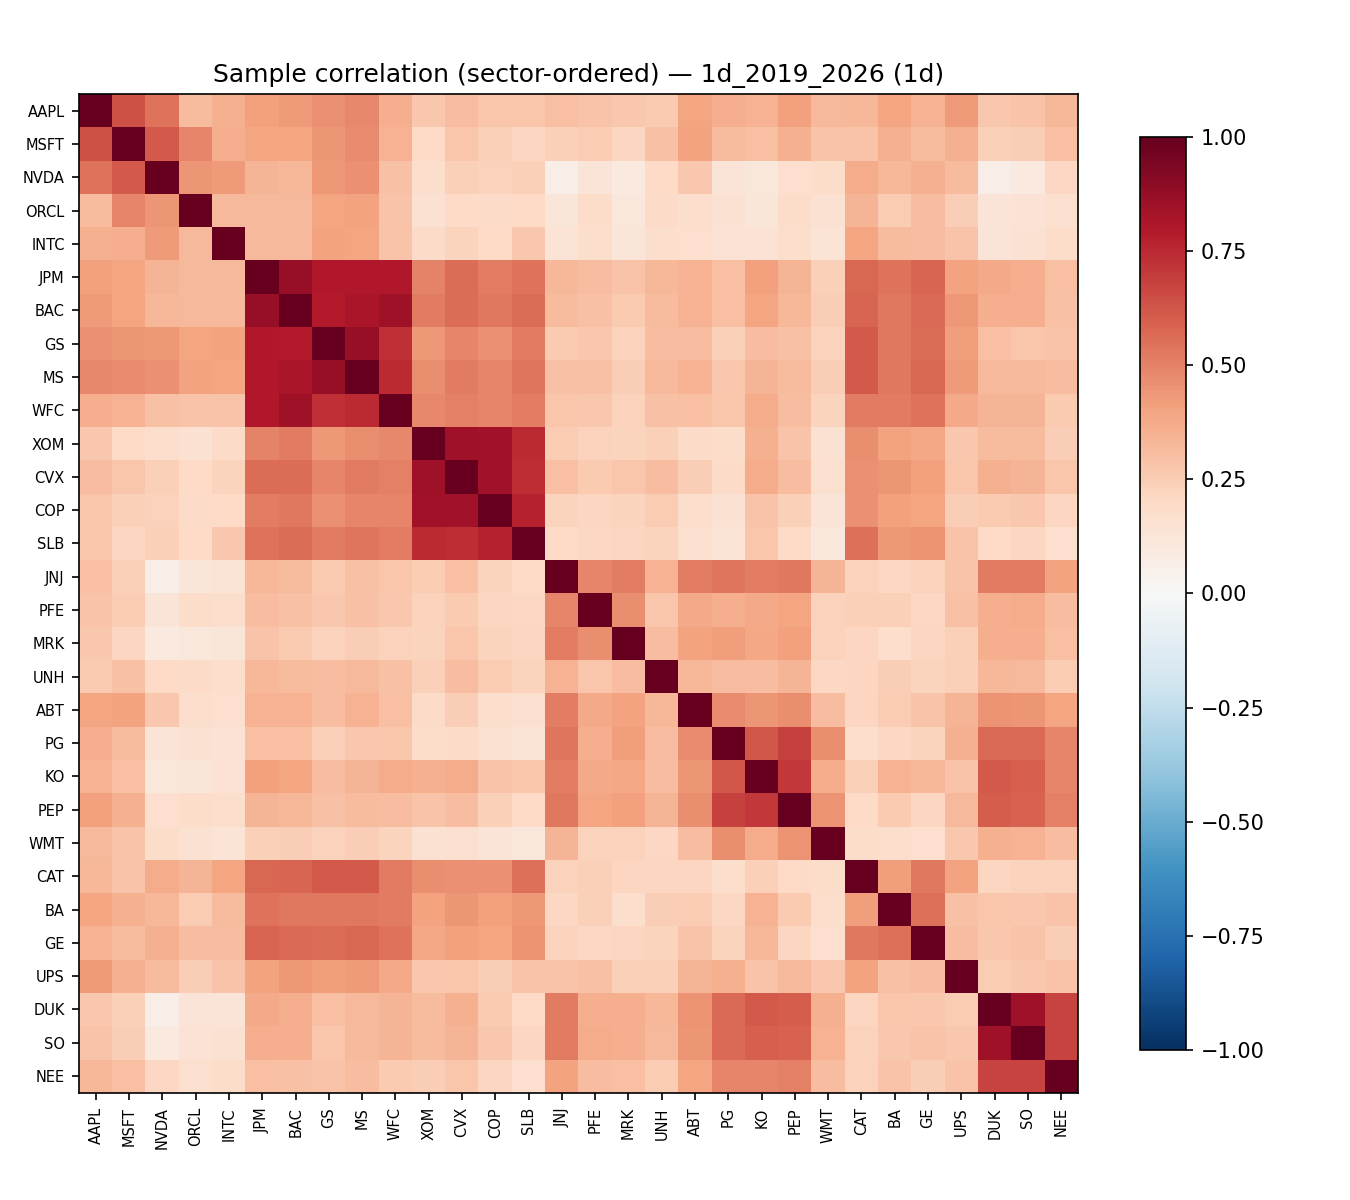 Sample correlation (sector-ordered) — 1d_2019_2026 (1d)
AAPL
MSFT
NVDA
ORCL
INTC
JPM
BAC
GS
MS
WFC
XOM
CVX
COP
SLB
JNJ
PFE
MRK
UNH
ABT
PG
KO
PEP
WMT
CAT
BA
GE
UPS
DUK
SO
NEE
AAPL MSFT NVDA ORCL INTC JPM BAC GS MS WFC XOM CVX COP SLB JNJ PFE MRK UNH ABT PG KO PEP WMT CAT BA GE UPS DUK SO NEE
1.00
0.75
0.50
0.25
0.00
−0.25
−0.50
−0.75
−1.00